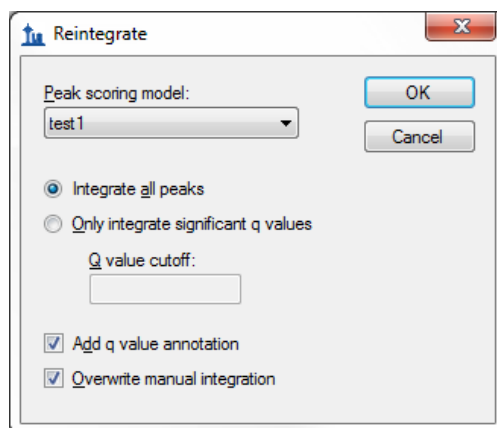 Reintegrate
Peak scoring model:
test1
OK
Cancel
Integrate all peaks
Only integrate significant q values
Q value cutoff:
Add q value annotation
Overwrite manual integration